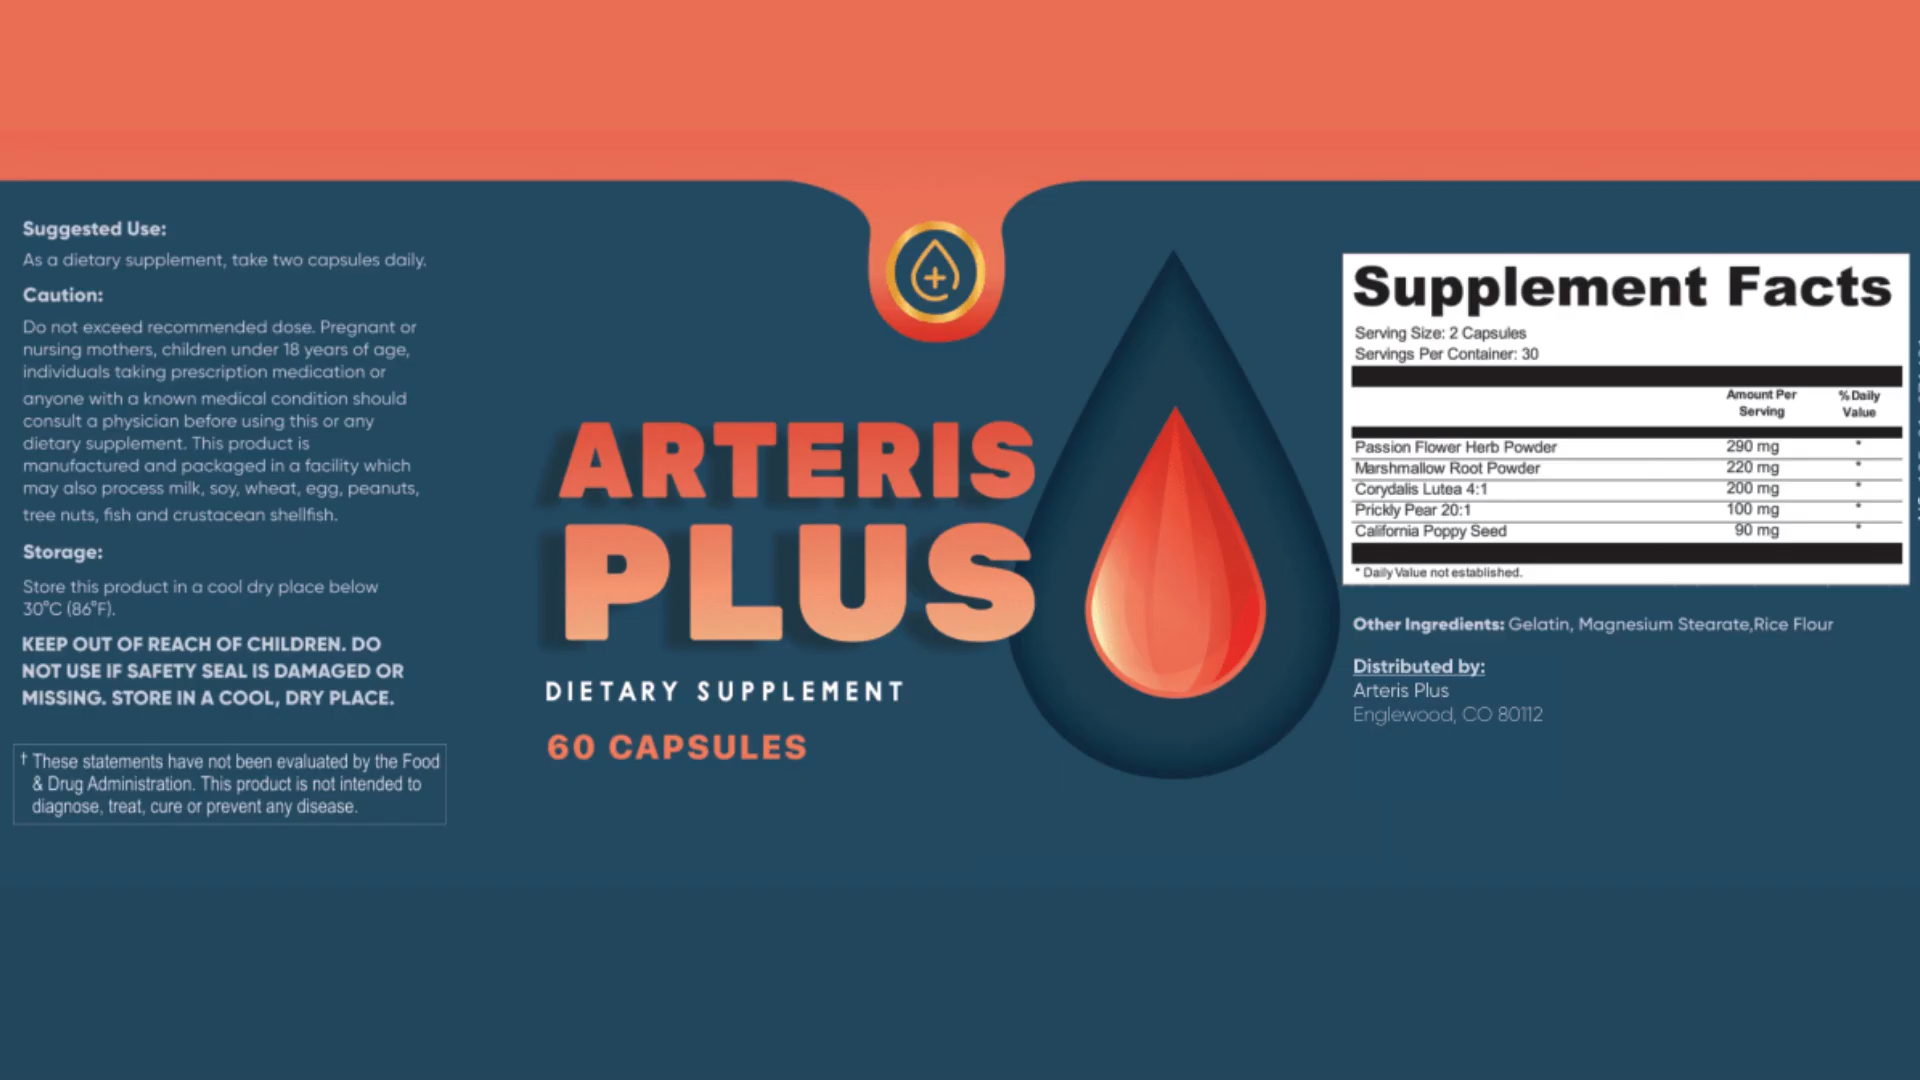 Suggested Use:
As a dietary supplement, take two capsules daily.
Caution:
Do not exceed recommended dose. Pregnant or
nursing mothers, children under 18 years of age,
individuals taking prescription medication or
anyone with a known medical condition should
consult a physician before using this or any
dietary supplement. This product is
manufactured and packaged in a facility which
may also process milk, soy, wheat, egg, peanuts,
tree nuts, fish and crustacean shellfish.
Storage:
Store this product in a cool dry place below
30°C (86°F).
KEEP OUT OF REACH OF CHILDREN. DO
NOT USE IF SAFETY SEAL IS DAMAGED OR
MISSING. STORE IN A COOL, DRY PLACE.
† These statements have not been evaluated by the Food
& Drug Administration. This product is not intended to
diagnose, treat, cure or prevent any disease.
ARTERIS
PLUS
DIETARY SUPPLEMENT
60 CAPSULES
Supplement Facts
Serving Size: 2 Capsules
Servings Per Container: 30
Amount Per Serving % Daily Value
Passion Flower Herb Powder 290 mg *
Marshmallow Root Powder 220 mg *
Corydalis Lutea 4:1 200 mg *
Prickly Pear 20:1 100 mg *
California Poppy Seed 90 mg *
* Daily Value not established.
Other Ingredients: Gelatin, Magnesium Stearate,Rice Flour
Distributed by:
Arteris Plus
Englewood, CO 80112